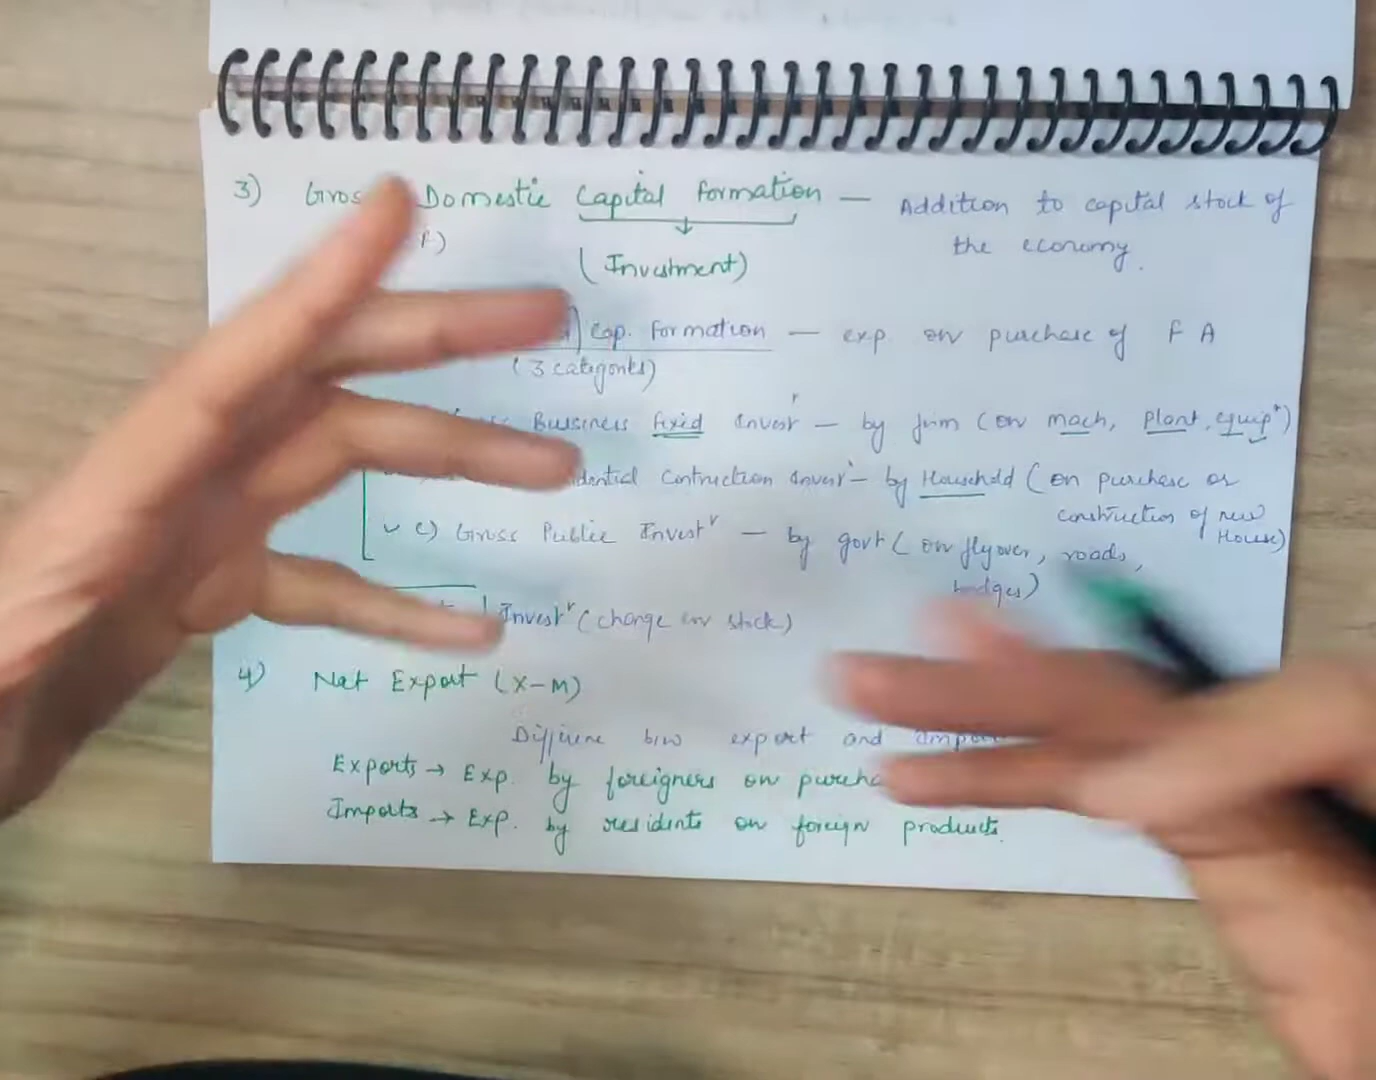 3) Domestic Capital formation — Addition to capital stock of
the economy.
(Investment)
Cap. formation — exp. on purchase of F A
(3 categories)
Business fixed Invest — by firm (on mach, plant, equip)
Contruction Invest — by Household (on purchase or
construction of new
House)
c) Gross Public Invest — by govt (on flyover, roads,
bridges)
Invest (change in stock)
4) Net Export (X-M)
b/w export and
Exports → Exp. by foreigners on
Imports → Exp. by residents on foreign products.